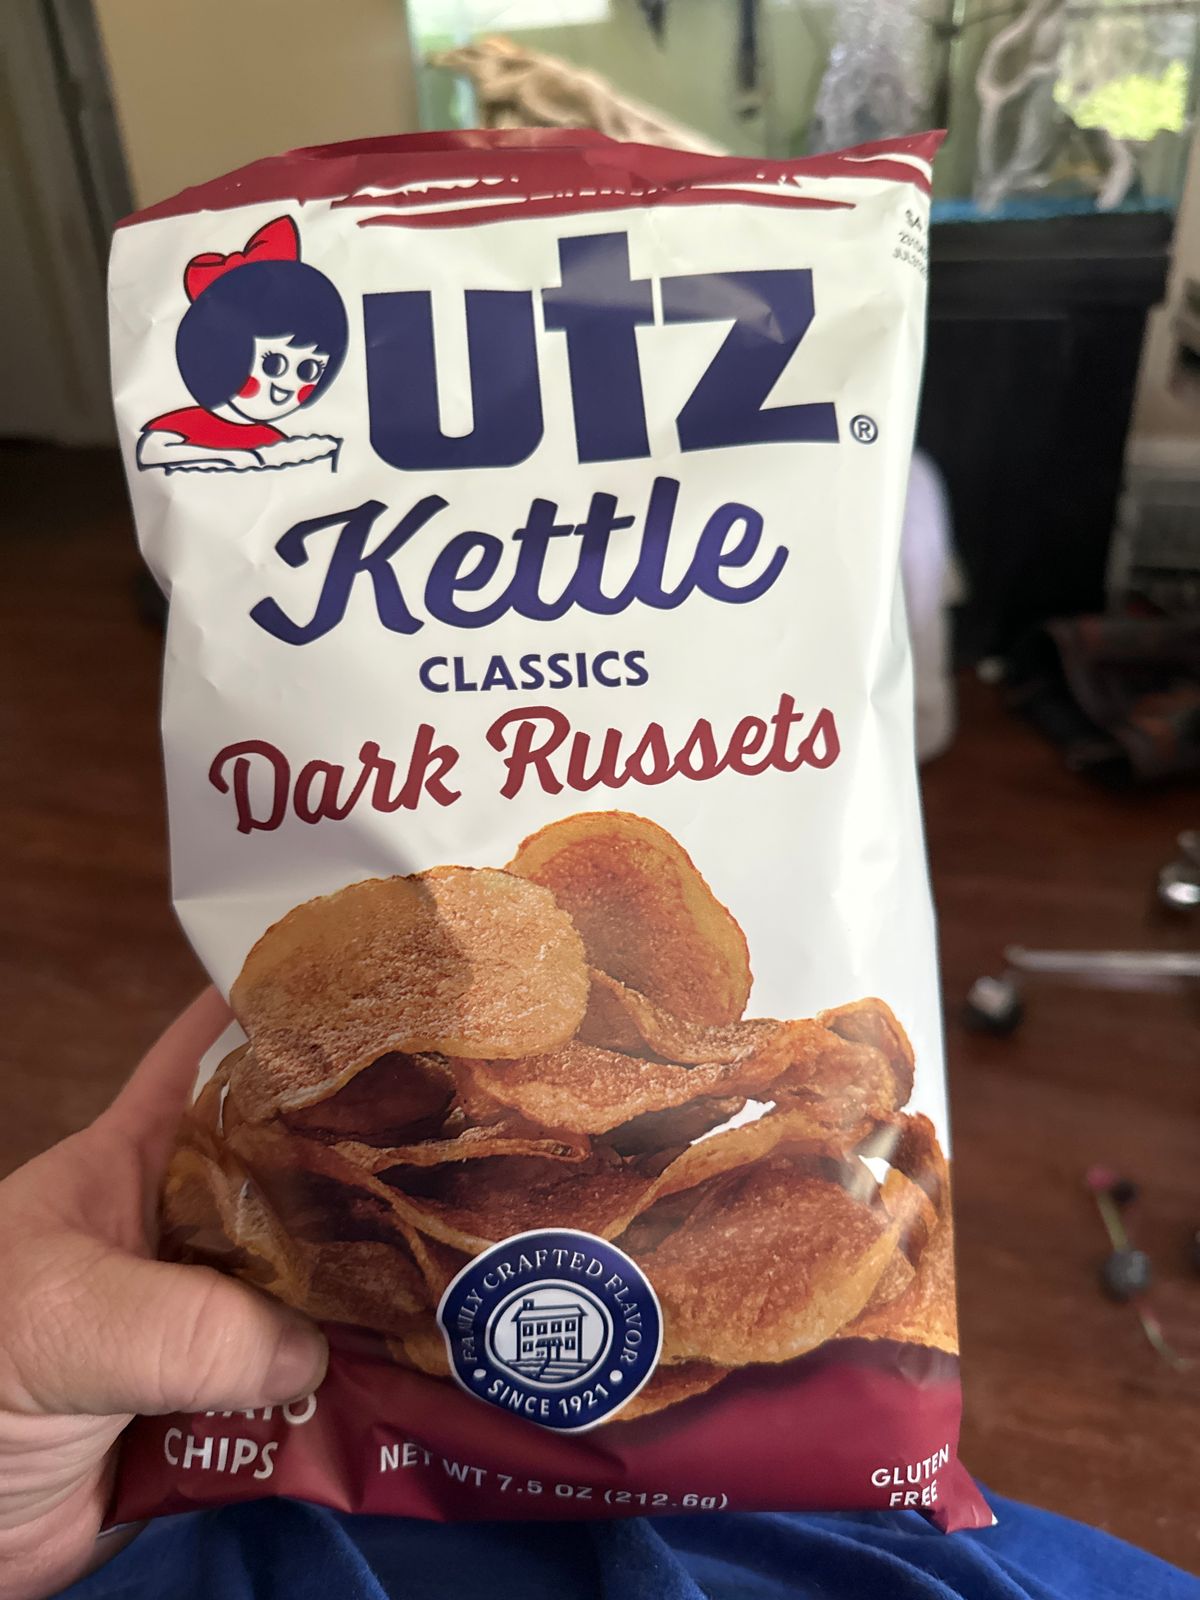 utz®
Kettle
CLASSICS
Dark Russets
FAMILY CRAFTED FLAVOR
• SINCE 1921 •
CHIPS
NET WT 7.5 OZ (212.6g)
GLUTEN
FREE